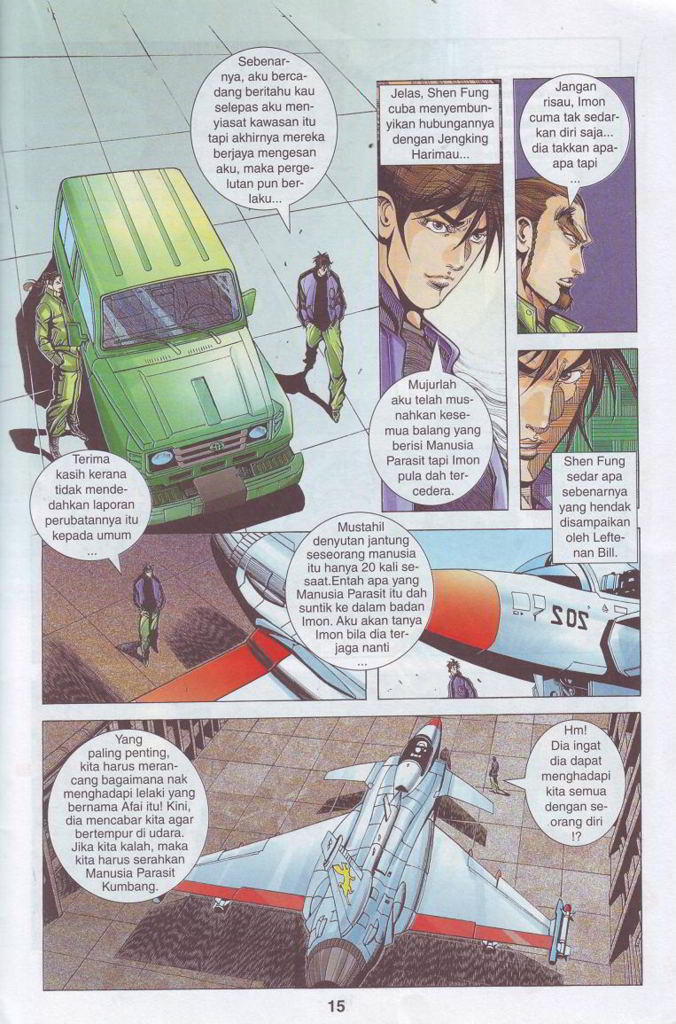 Sebenar-
nya, aku berca-
dang beritahu kau
selepas aku men-
yiasat kawasan itu
tapi akhirnya mereka
berjaya mengesan
aku, maka perge-
lutan pun ber-
laku...
Jelas, Shen Fung
cuba menyembun-
yikan hubungannya
dengan Jengking
Harimau...
Jangan
risau, Imon
cuma tak sedar-
kan diri saja...
dia takkan apa-
apa tapi
...
Mujurlah
aku telah mus-
nahkan kese-
mua balang yang
berisi Manusia
Parasit tapi Imon
pula dah ter-
cedera.
Shen Fung
sedar apa
sebenarnya
yang hendak
disampaikan
oleh Lefte-
nan Bill.
Terima
kasih kerana
tidak mende-
dahkan laporan
perubatannya itu
kepada umum
...
Mustahil
denyutan jantung
seseorang manusia
itu hanya 20 kali se-
saat.Entah apa yang
Manusia Parasit itu dah
suntik ke dalam badan
Imon. Aku akan tanya
Imon bila dia ter-
jaga nanti
...
502
Yang
paling penting,
kita harus meran-
cang bagaimana nak
menghadapi lelaki yang
bernama Afai itu! Kini,
dia mencabar kita agar
bertempur di udara.
Jika kita kalah, maka
kita harus serahkan
Manusia Parasit
Kumbang.
Hm!
Dia ingat
dia dapat
menghadapi
kita semua
dengan se-
orang diri
!?
15